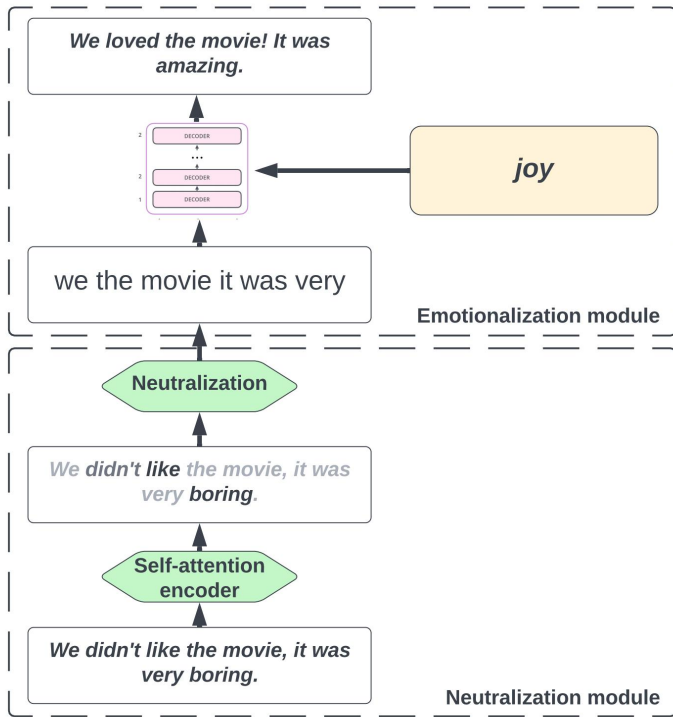 We loved the movie! It was
amazing.
2 DECODER
...
2 DECODER
1 DECODER
joy
we the movie it was very
Emotionalization module
Neutralization
We didn't like the movie, it was
very boring.
Self-attention
encoder
We didn't like the movie, it was
very boring.
Neutralization module